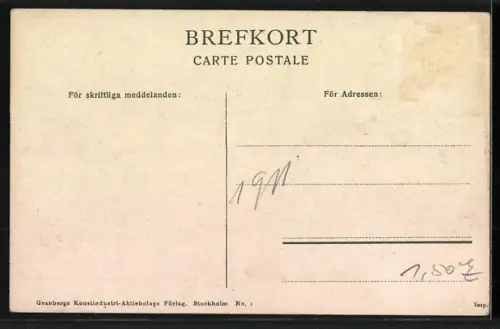 BREFKORT
CARTE POSTALE
För skriftliga meddelanden:
För Adressen:
1911
1,50
Granbergs Konstindustri-Aktiebolags Förlag. Stockholm No. 1
Imp.